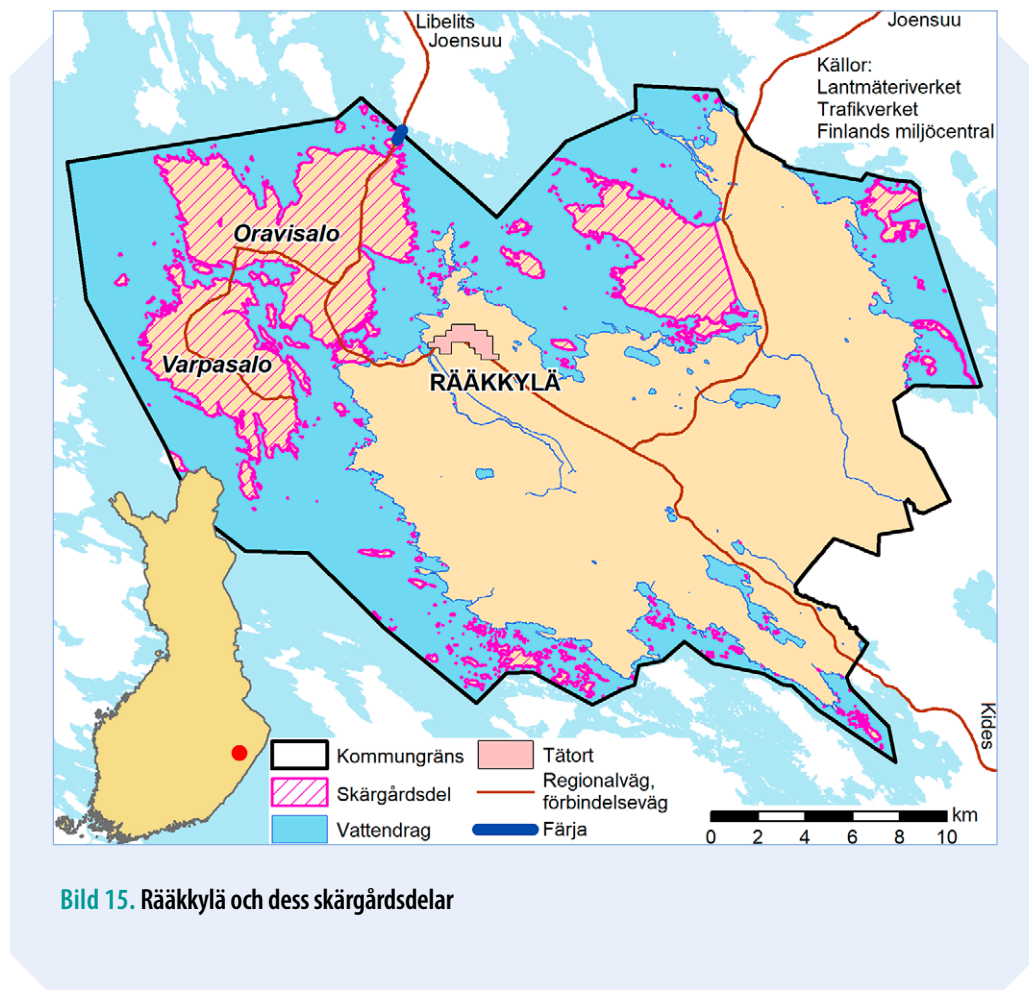 Libelits
Joensuu
Joensuu
Källor:
Lantmäteriverket
Trafikverket
Finlands miljöcentral
Oravisalo
Varpasalo
RÄÄKKYLÄ
Kides
Kommungräns
Skärgårdsdel
Vattendrag
Tätort
Regionalväg,
förbindelseväg
Färja
km
0 2 4 6 8 10
Bild 15. Rääkkylä och dess skärgårdsdelar